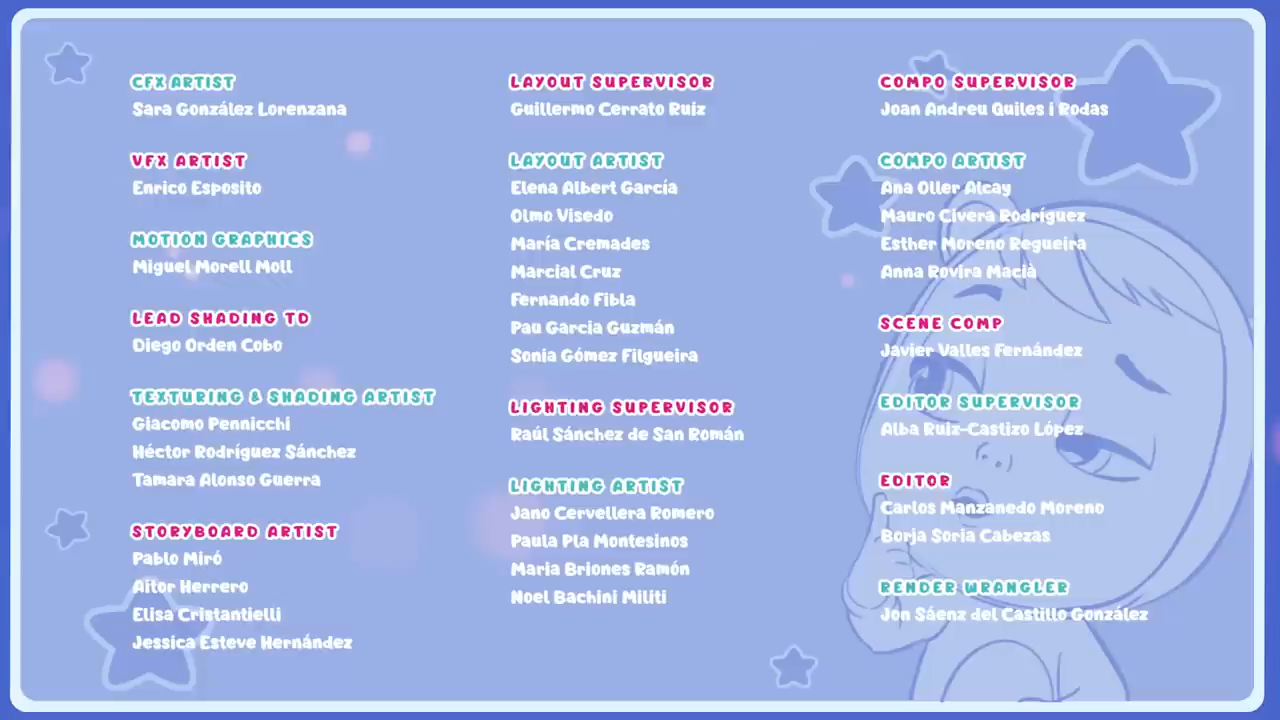 CFX ARTIST
Sara González Lorenzana
VFX ARTIST
Enrico Esposito
MOTION GRAPHICS
Miguel Morell Moll
LEAD SHADING TD
Diego Orden Cobo
TEXTURING & SHADING ARTIST
Giacomo Pennicchi
Héctor Rodríguez Sánchez
Tamara Alonso Guerra
STORYBOARD ARTIST
Pablo Miró
Aitor Herrero
Elisa Cristantielli
Jessica Esteve Hernández
LAYOUT SUPERVISOR
Guillermo Cerrato Ruiz
LAYOUT ARTIST
Elena Albert García
Olmo Visedo
María Cremades
Marcial Cruz
Fernando Fibla
Pau Garcia Guzmán
Sonia Gómez Filgueira
LIGHTING SUPERVISOR
Raúl Sánchez de San Román
LIGHTING ARTIST
Jano Cervellera Romero
Paula Pla Montesinos
Maria Briones Ramón
Noel Bachini Militi
COMPO SUPERVISOR
Joan Andreu Quiles i Rodas
COMPO ARTIST
Ana Oller Alcay
Mauro Civera Rodríguez
Esther Moreno Regueira
Anna Rovira Macià
SCENE COMP
Javier Valles Fernández
EDITOR SUPERVISOR
Alba Ruiz-Castizo López
EDITOR
Carlos Manzanedo Moreno
Borja Soria Cabezas
RENDER WRANGLER
Jon Sáenz del Castillo González